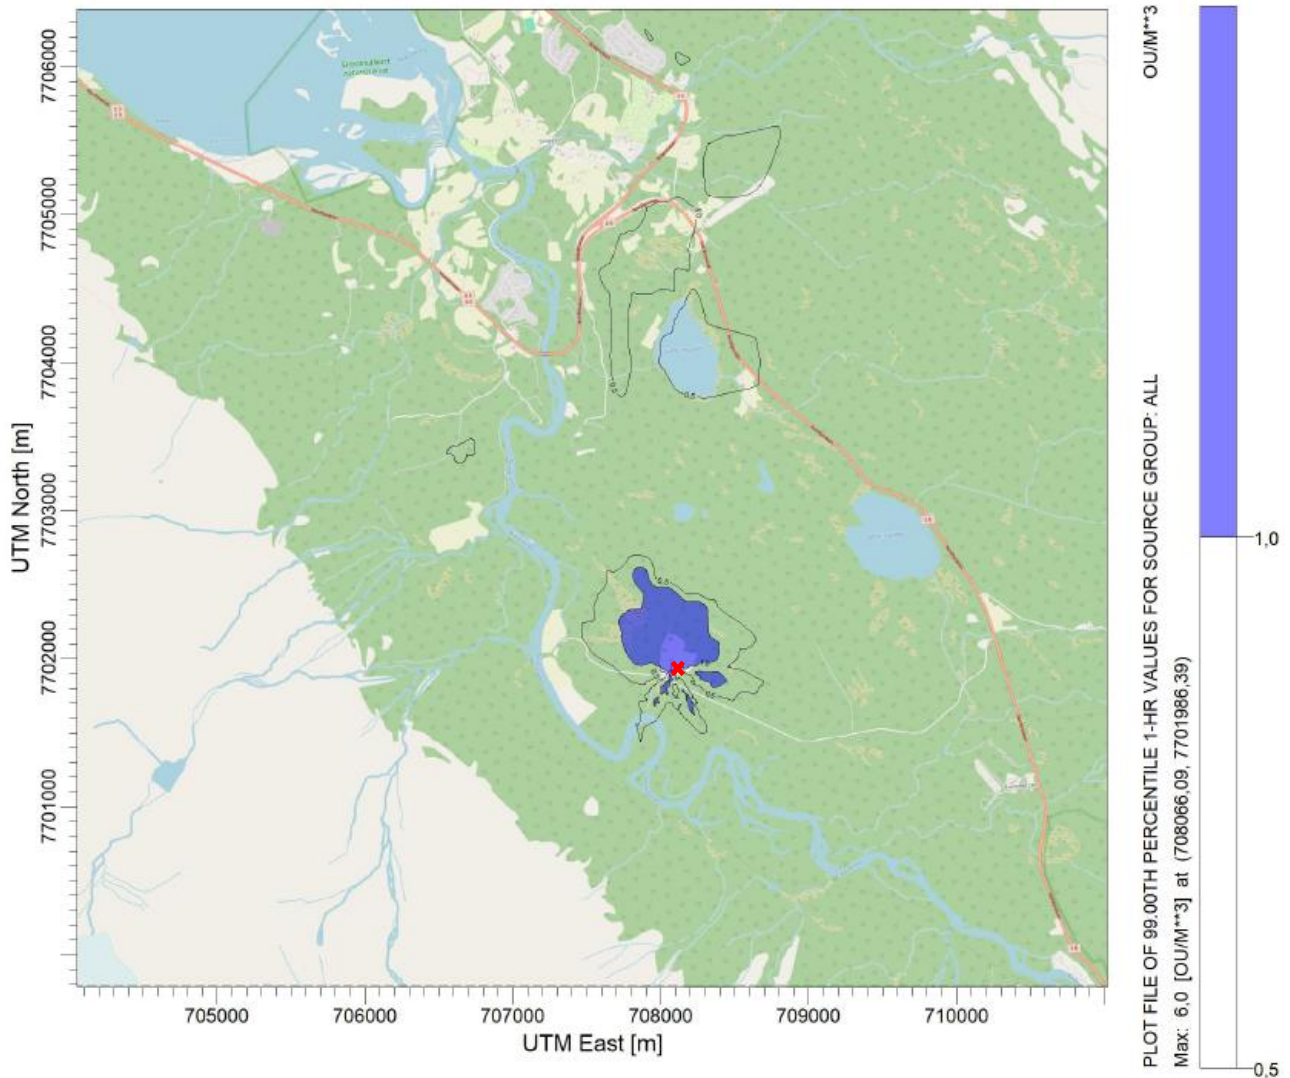 7706000
7705000
7704000
7703000
7702000
7701000
UTM North [m]
705000
706000
707000
708000
709000
710000
UTM East [m]
PLOT FILE OF 99.00TH PERCENTILE 1-HR VALUES FOR SOURCE GROUP: ALL
OU/M**3
Max: 6,0 [OU/M**3] at (708066,09, 7701986,39)
1,0
0,5